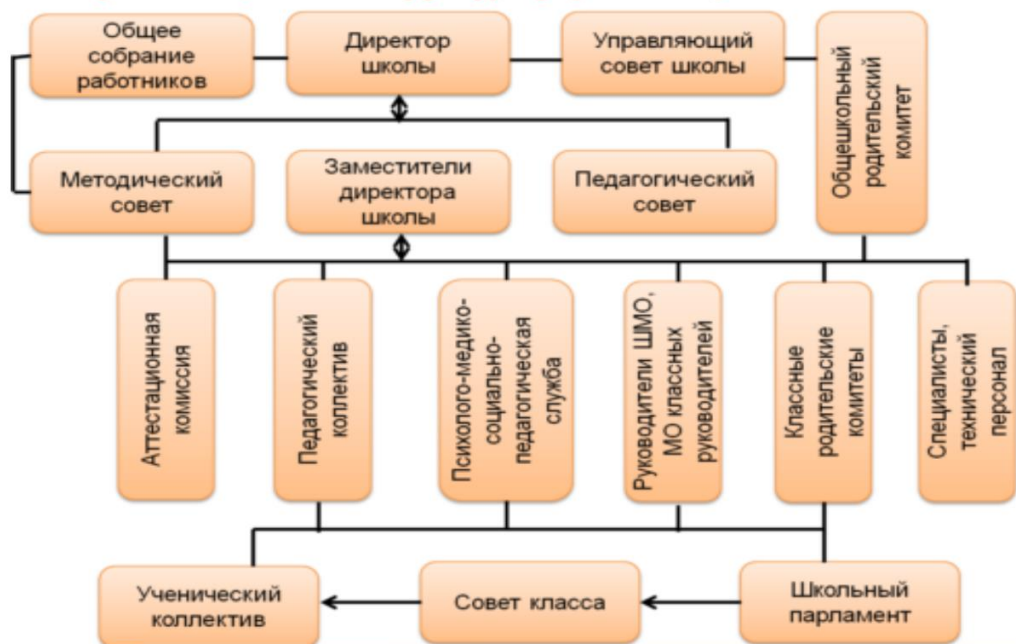 Общее
собрание
работников
Директор
школы
Управляющий
совет школы
Общешкольный
родительский
комитет
Методический
совет
Заместители
директора
школы
Педагогический
совет
Аттестационная
комиссия
Педагогический
коллектив
Психолого-медико-
социально-
педагогическая
служба
Руководители ШМО,
МО классных
руководителей
Классные
родительские
комитеты
Специалисты,
технический
персонал
Ученический
коллектив
Совет класса
Школьный
парламент